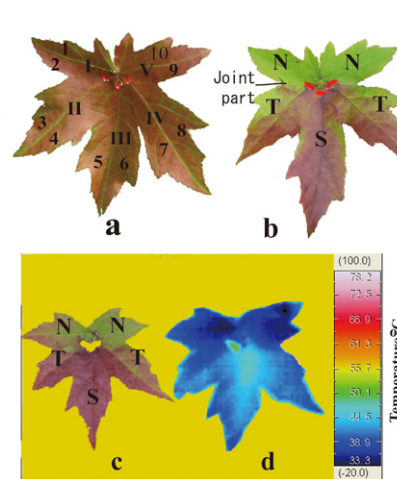 I
2
1
10
V
9
II
3
4
III
IV
5
6
7
8
a
N
N
Joint
part
T
T
S
b
N
N
T
T
S
c
d
(100.0)
78.2
72.5
66.9
61.3
55.7
50.1
44.5
38.9
33.3
(-20.0)
Temperature°C